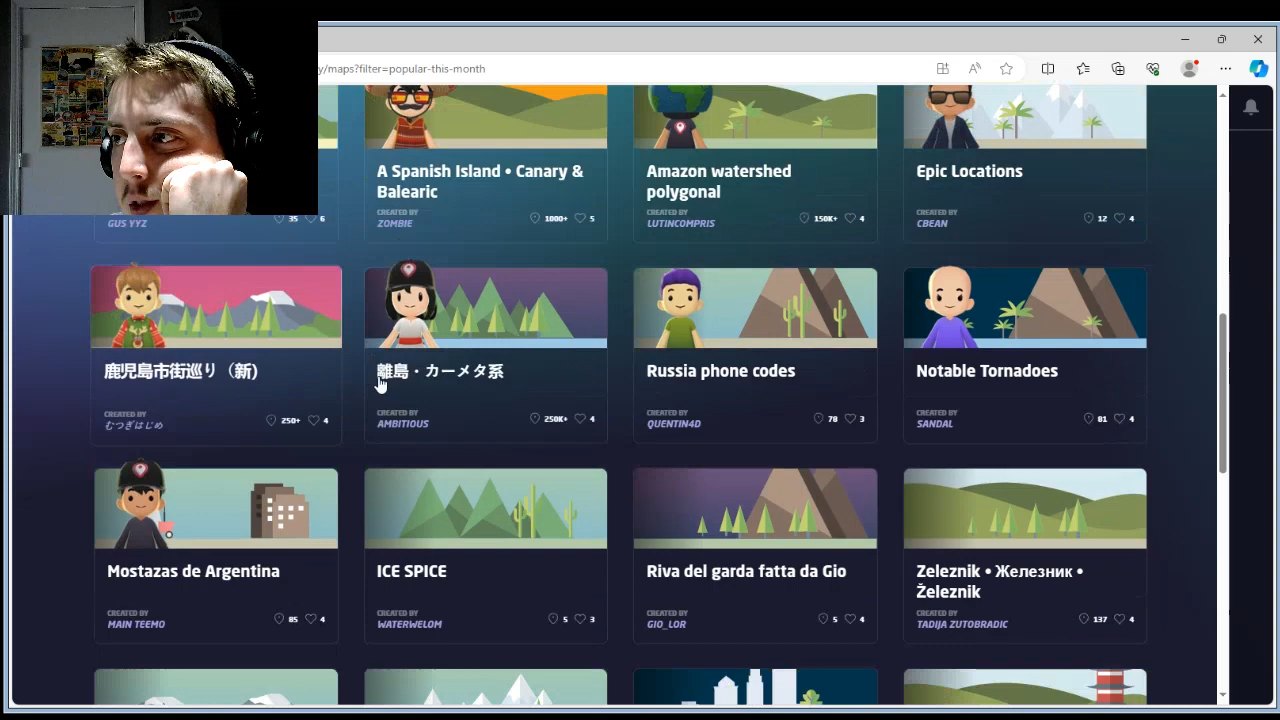 y/maps?filter=popular-this-month
A Spanish Island • Canary &
Balearic
Amazon watershed
polygonal
Epic Locations
GUS YYZ
35 6
CREATED BY
ZOMBIE
1000+ 5
CREATED BY
LUTINCOMPRIS
150K+ 4
CREATED BY
CBEAN
12 4
鹿児島市街巡り（新)
離島・カーメタ系
Russia phone codes
Notable Tornadoes
CREATED BY
むつぎはじめ
250+ 4
CREATED BY
AMBITIOUS
250K+ 4
CREATED BY
QUENTIN4D
78 3
CREATED BY
SANDAL
81 4
Mostazas de Argentina
ICE SPICE
Riva del garda fatta da Gio
Zeleznik • Железник •
Železnik
CREATED BY
MAIN TEEMO
85 4
CREATED BY
WATERWELOM
5 3
CREATED BY
GIO_LOR
5 4
CREATED BY
TADIJA ZUTOBRADIC
137 4